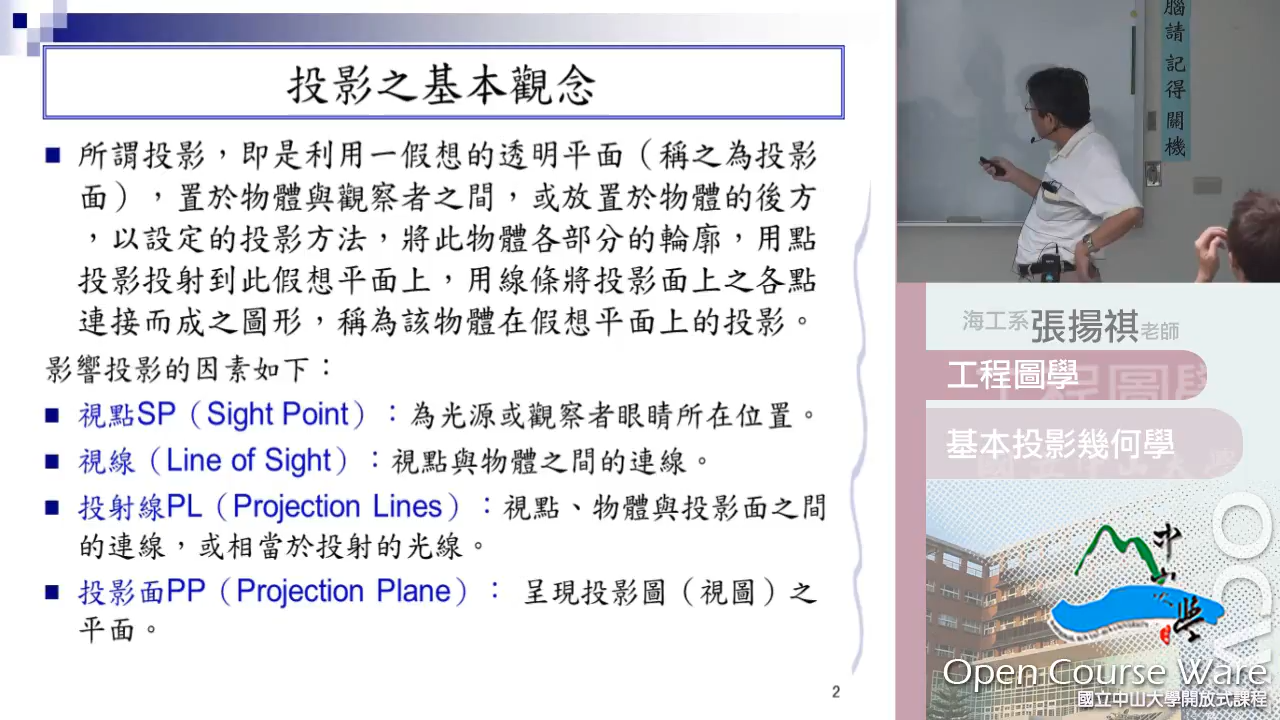 投影之基本觀念
所謂投影，即是利用一假想的透明平面（稱之為投影
面），置於物體與觀察者之間，或放置於物體的後方
，以設定的投影方法，將此物體各部分的輪廓，用點
投影投射到此假想平面上，用線條將投影面上之各點
連接而成之圖形，稱為該物體在假想平面上的投影。
影響投影的因素如下：
視點SP（Sight Point）：為光源或觀察者眼睛所在位置。
視線（Line of Sight）：視點與物體之間的連線。
投射線PL（Projection Lines）：視點、物體與投影面之間
的連線，或相當於投射的光線。
投影面PP（Projection Plane）： 呈現投影圖（視圖）之
平面。
2
腦請記得關機
海工系張揚祺老師
工程圖學
基本投影幾何學
中山大學
Open Course Ware
國立中山大學開放式課程